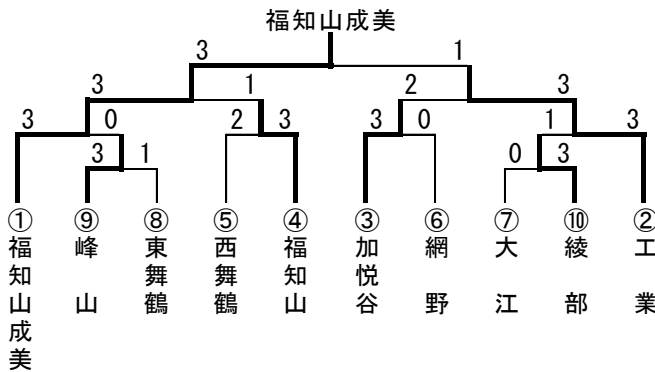 福知山成美
3 1
3 1 2 3
3 0 2 3 3 0 1 3
3 1 0 3
① ⑨ ⑧ ⑤ ④ ③ ⑥ ⑦ ⑩ ②
福知山成美
峰山
東舞鶴
西舞鶴
福知山
加悦谷
網野
大江
綾部
工業